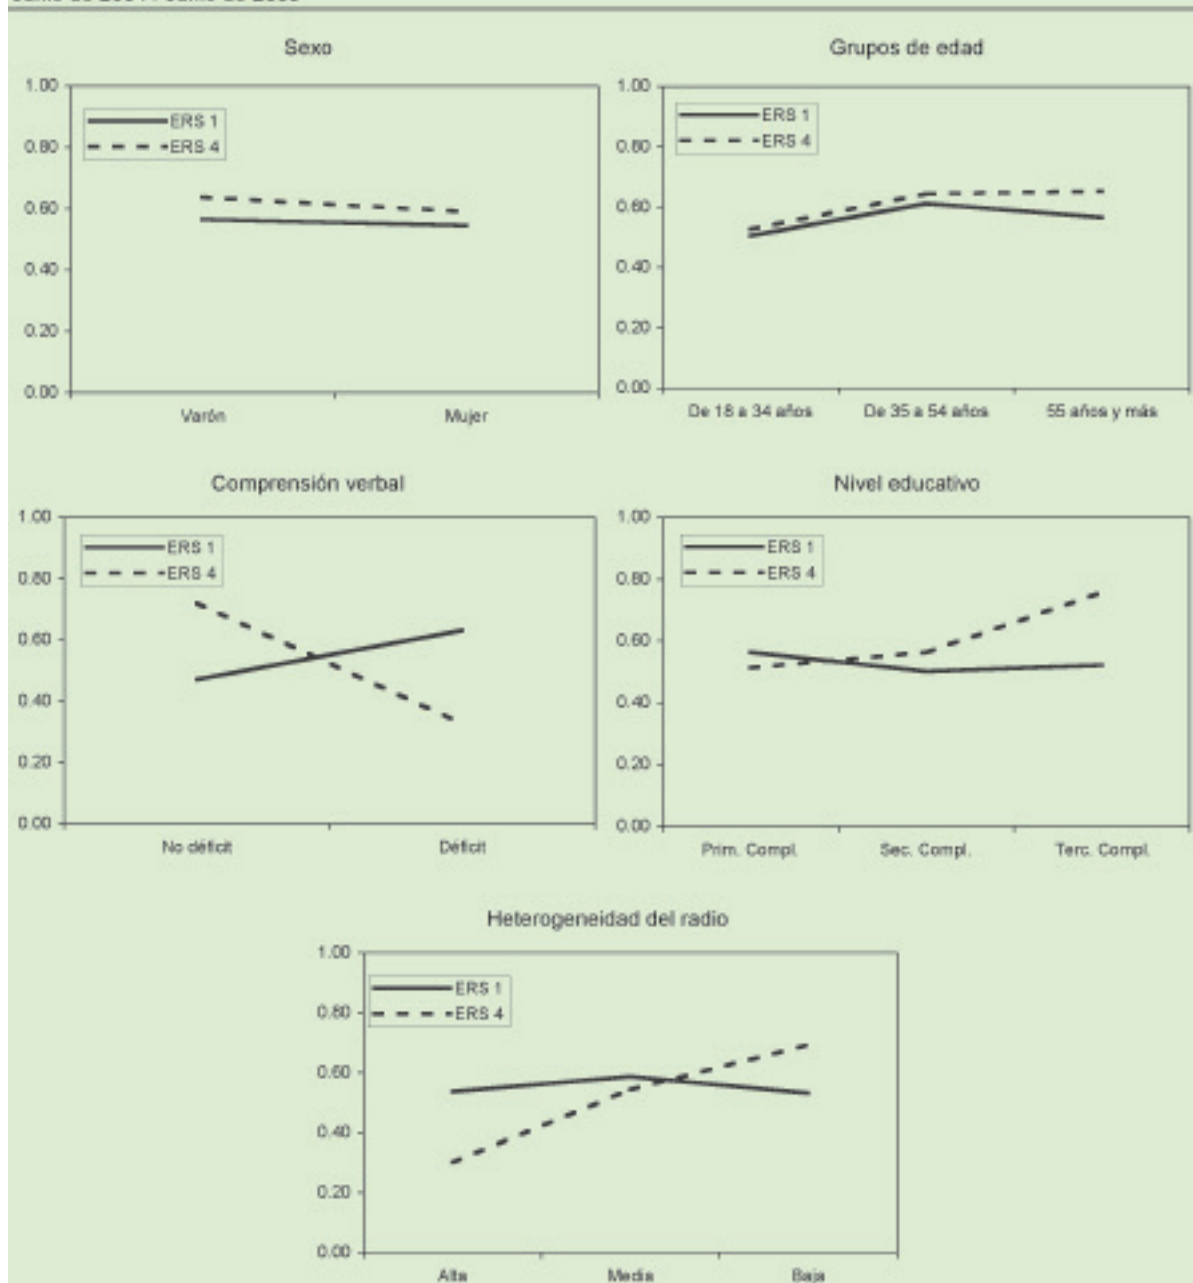 Sexo
1.00
0.80
0.60
0.40
0.20
0.00
ERS 1
ERS 4
Varón Mujer
Grupos de edad
1.00
0.80
0.60
0.40
0.20
0.00
ERS 1
ERS 4
De 18 a 34 años De 35 a 54 años 55 años y más
Comprensión verbal
1.00
0.80
0.60
0.40
0.20
0.00
ERS 1
ERS 4
No déficit Déficit
Nivel educativo
1.00
0.80
0.60
0.40
0.20
0.00
ERS 1
ERS 4
Prim. Compl. Sec. Compl. Terc. Compl.
Heterogeneidad del radio
1.00
0.80
0.60
0.40
0.20
0.00
ERS 1
ERS 4
Alta Media Baja